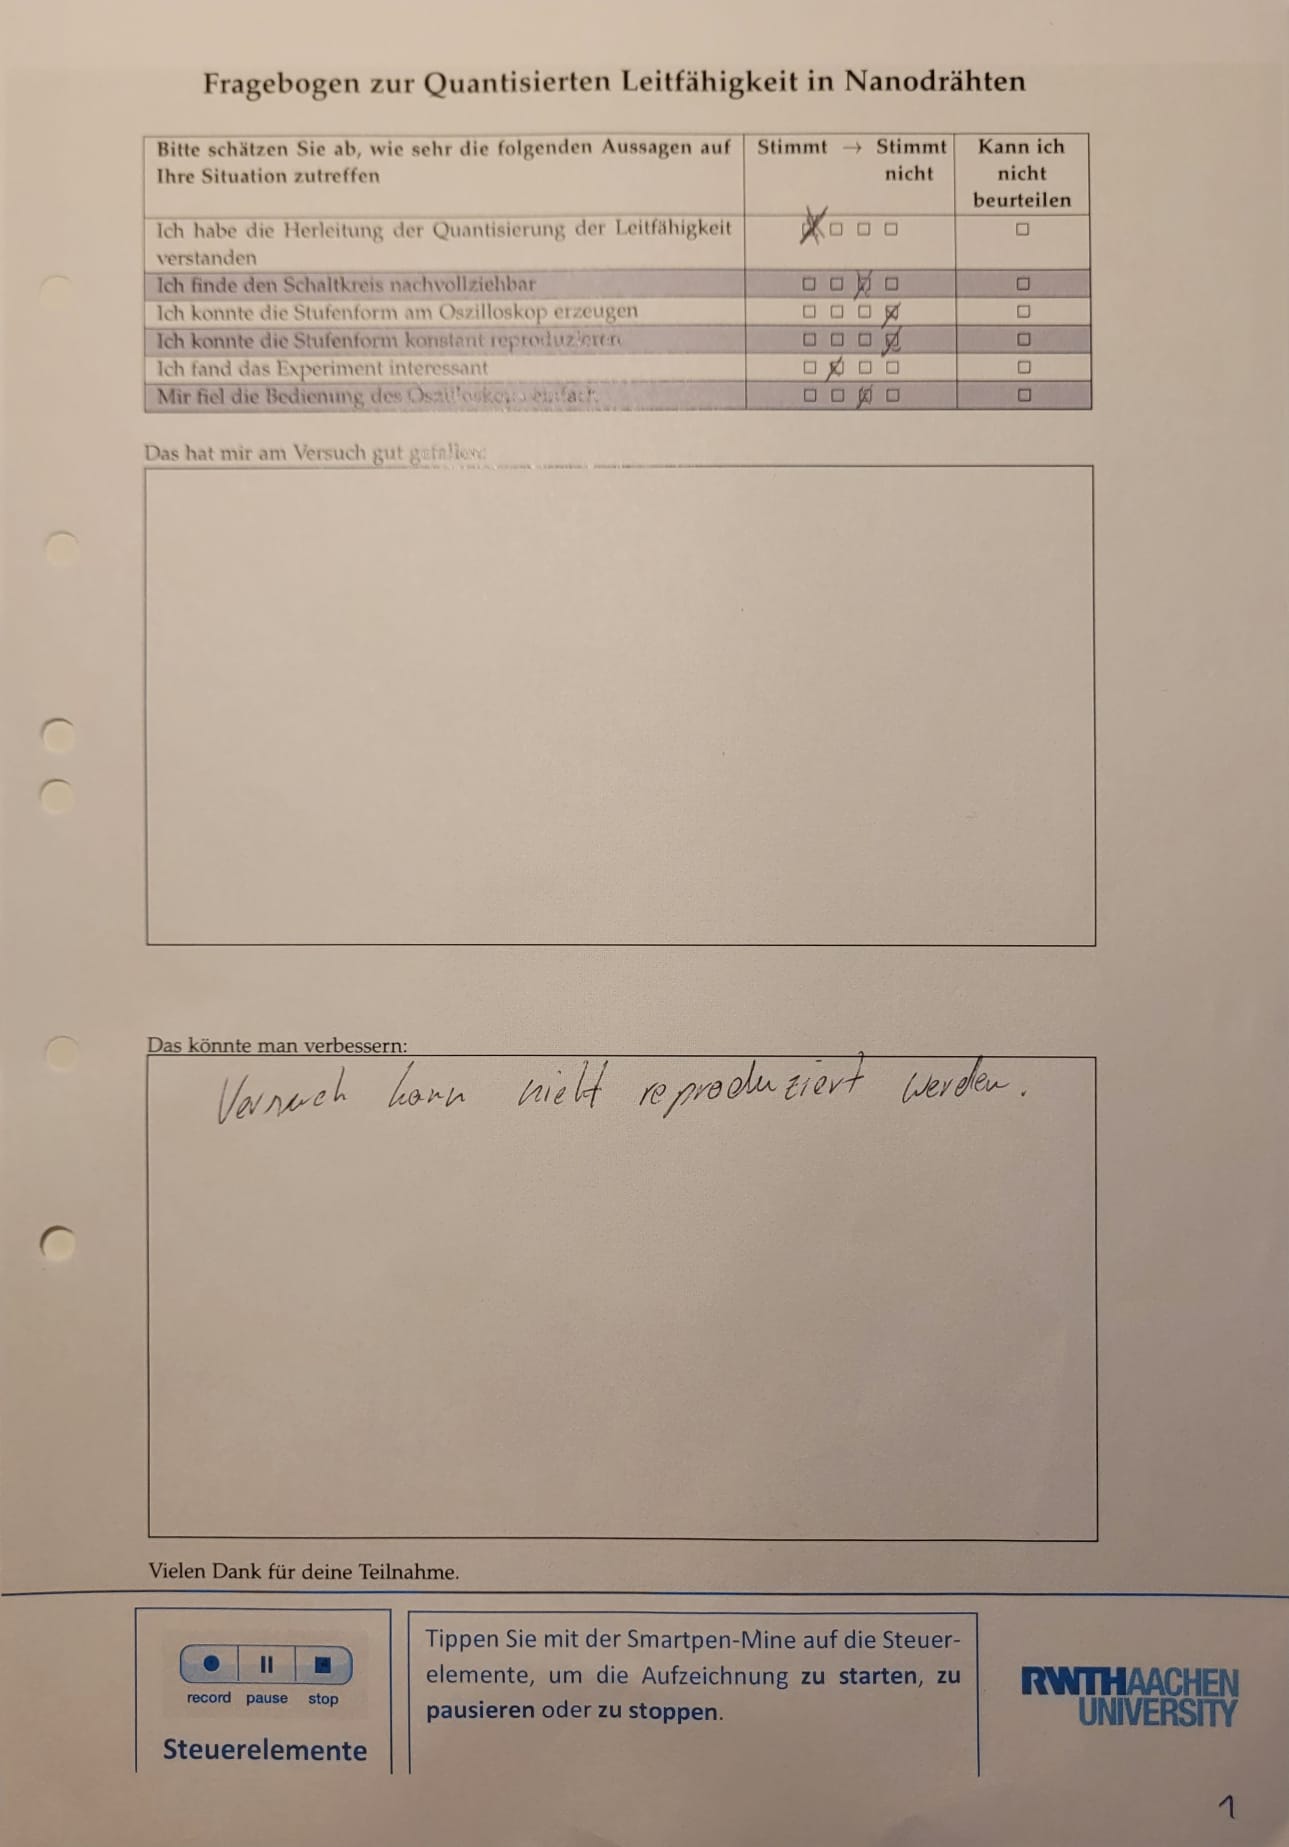 Fragebogen zur Quantisierten Leitfähigkeit in Nanodrähten
Bitte schätzen Sie ab, wie sehr die folgenden Aussagen auf Ihre Situation zutreffen
Stimmt → Stimmt nicht
Kann ich nicht beurteilen
Ich habe die Herleitung der Quantisierung der Leitfähigkeit verstanden
Ich finde den Schaltkreis nachvollziehbar
Ich konnte die Stufenform am Oszilloskop erzeugen
Ich konnte die Stufenform konstant reproduzieren
Ich fand das Experiment interessant
Mir fiel die Bedienung des Oszilloskops einfach
Das hat mir am Versuch gut gefallen:
Das könnte man verbessern:
Versuch kann nicht reproduziert werden.
Vielen Dank für deine Teilnahme.
record pause stop
Steuerelemente
Tippen Sie mit der Smartpen-Mine auf die Steuer-
elemente, um die Aufzeichnung zu starten, zu
pausieren oder zu stoppen.
RWTHAACHEN
UNIVERSITY
1